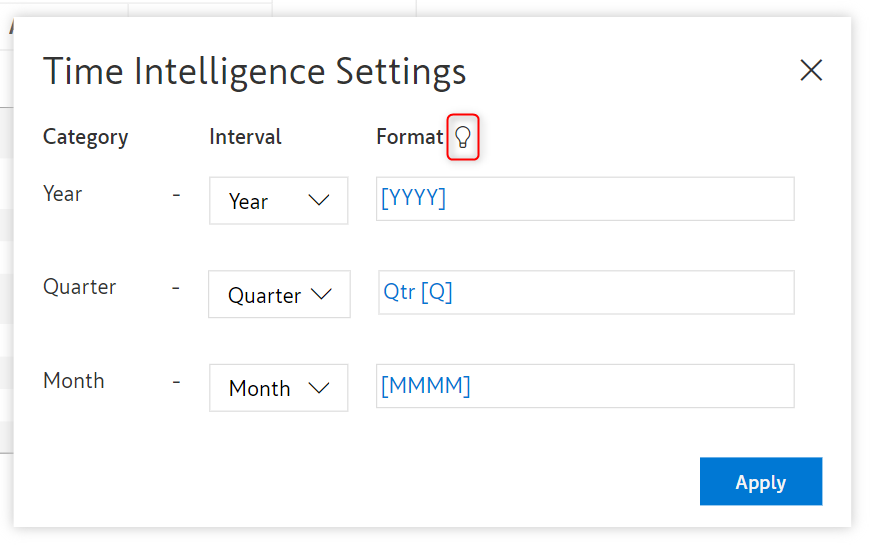 Time Intelligence Settings
Category Interval Format
Year - Year [YYYY]
Quarter - Quarter Qtr [Q]
Month - Month [MMMM]
Apply